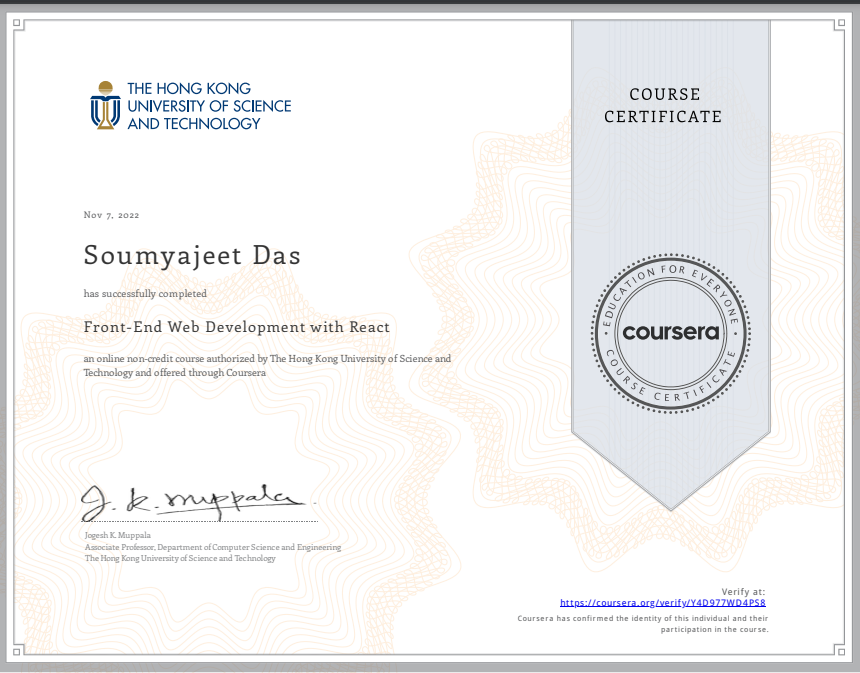 THE HONG KONG
UNIVERSITY OF SCIENCE
AND TECHNOLOGY
COURSE
CERTIFICATE
Nov 7, 2022
Soumyajeet Das
has successfully completed
Front-End Web Development with React
an online non-credit course authorized by The Hong Kong University of Science and
Technology and offered through Coursera
EDUCATION FOR EVERYONE
coursera
COURSE CERTIFICATE
J. K. Muppala
Jogesh K. Muppala
Associate Professor, Department of Computer Science and Engineering
The Hong Kong University of Science and Technology
Verify at:
https://coursera.org/verify/Y4D977WD4PS8
Coursera has confirmed the identity of this individual and their
participation in the course.